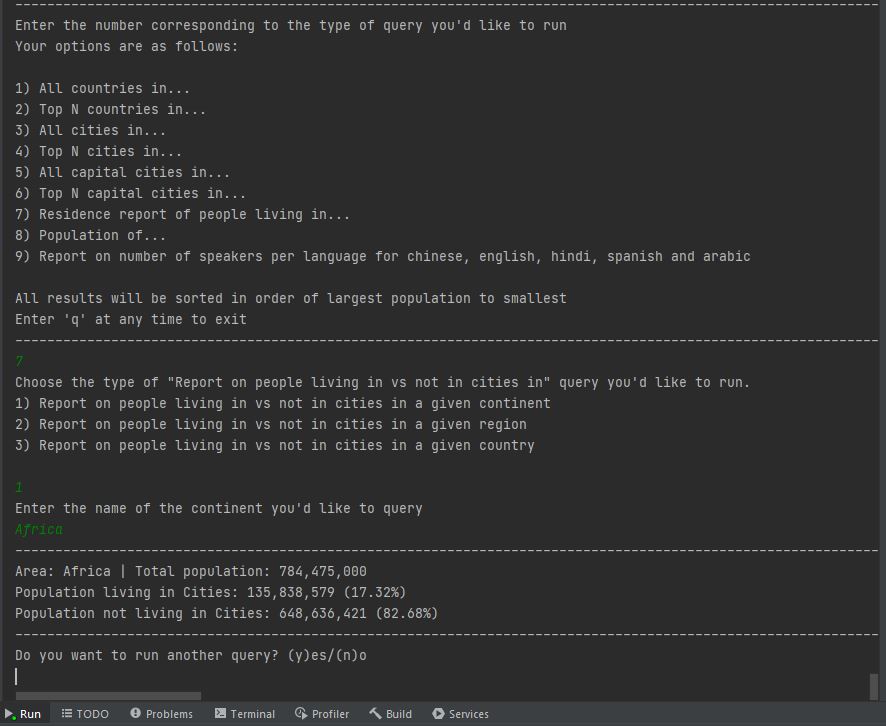 --------------------------------------------------------------------------------------------------------------
Enter the number corresponding to the type of query you'd like to run
Your options are as follows:
1) All countries in...
2) Top N countries in...
3) All cities in...
4) Top N cities in...
5) All capital cities in...
6) Top N capital cities in...
7) Residence report of people living in...
8) Population of...
9) Report on number of speakers per language for chinese, english, hindi, spanish and arabic
All results will be sorted in order of largest population to smallest
Enter 'q' at any time to exit
--------------------------------------------------------------------------------------------------------------
7
Choose the type of "Report on people living in vs not in cities in" query you'd like to run.
1) Report on people living in vs not in cities in a given continent
2) Report on people living in vs not in cities in a given region
3) Report on people living in vs not in cities in a given country
1
Enter the name of the continent you'd like to query
Africa
--------------------------------------------------------------------------------------------------------------
Area: Africa | Total population: 784,475,000
Population living in Cities: 135,838,579 (17.32%)
Population not living in Cities: 648,636,421 (82.68%)
--------------------------------------------------------------------------------------------------------------
Do you want to run another query? (y)es/(n)o
Run TODO Problems Terminal Profiler Build Services